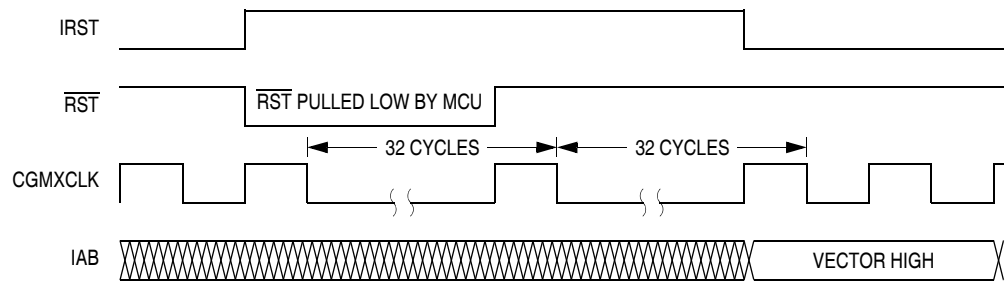 IRST
RST
RST PULLED LOW BY MCU
32 CYCLES
32 CYCLES
CGMXCLK
IAB
VECTOR HIGH